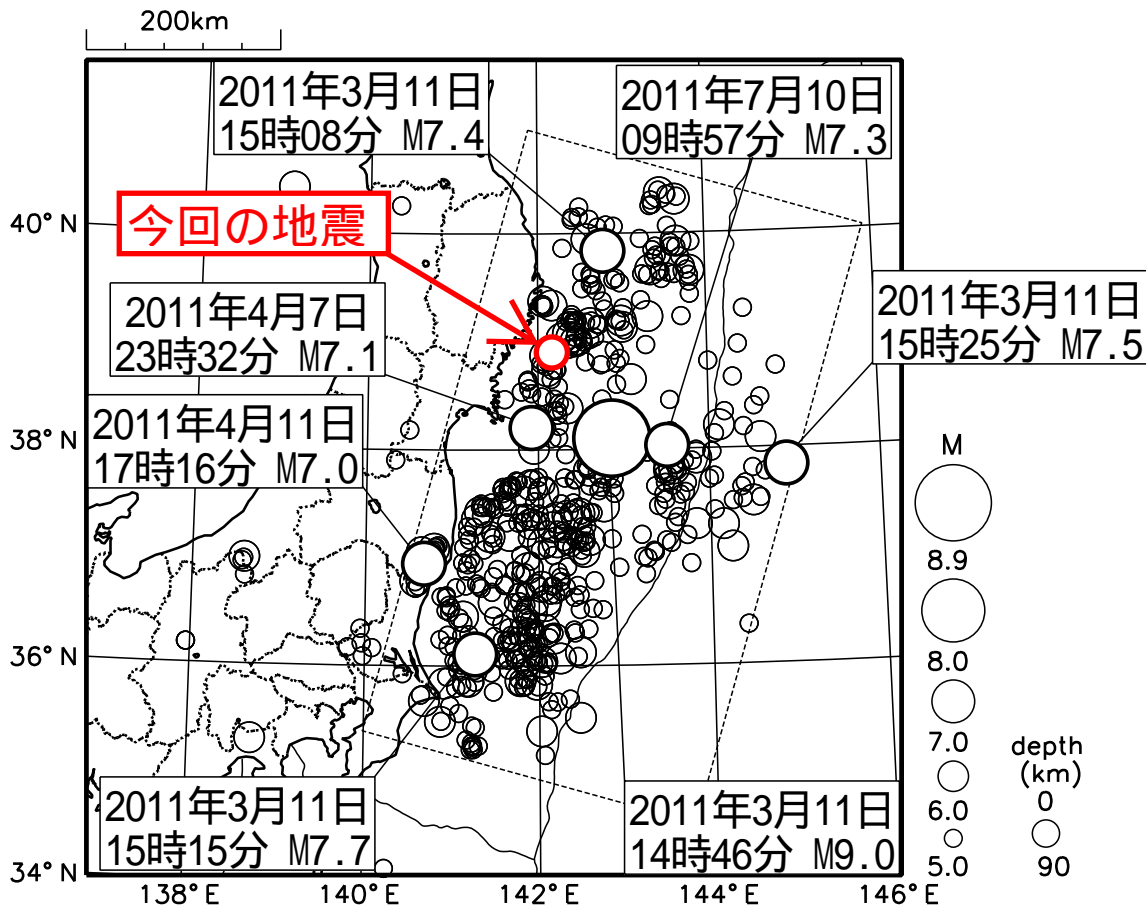 200km
2011年3月11日
15時08分 M7.4
2011年7月10日
09時57分 M7.3
40°N
今回の地震
2011年4月7日
23時32分 M7.1
2011年3月11日
15時25分 M7.5
2011年4月11日
17時16分 M7.0
38°N
M
8.9
8.0
36°N
7.0
depth
(km)
6.0
0
5.0
90
2011年3月11日
15時15分 M7.7
2011年3月11日
14時46分 M9.0
34°N
138°E
140°E
142°E
144°E
146°E